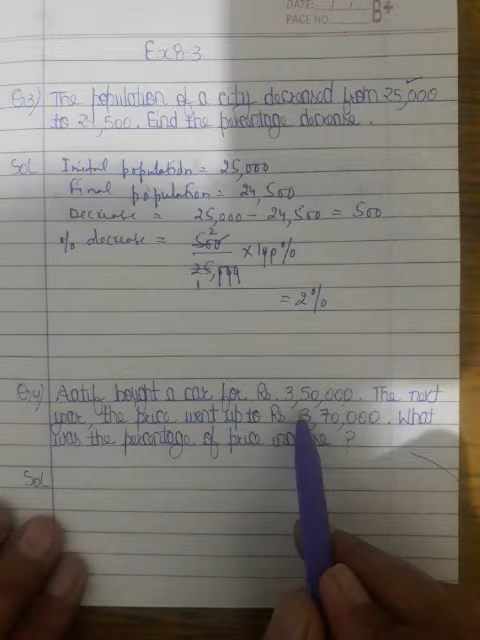 DATE: / /
PAGE NO.
B+
Ex 8.3
Q3) The population of a city decreased from 25,000
to 24,500. Find the percentage decrease.
Sol Initial population = 25,000
Final population = 24,500
Decrease = 25,000 - 24,500 = 500
% decrease = 500/25,000 × 100%
2
1
= 2%
Q4) Aatif bought a car for Rs. 3,50,000. The next
year, the price went up to Rs 3,70,000. What
was the percentage of price increase ?
Sol